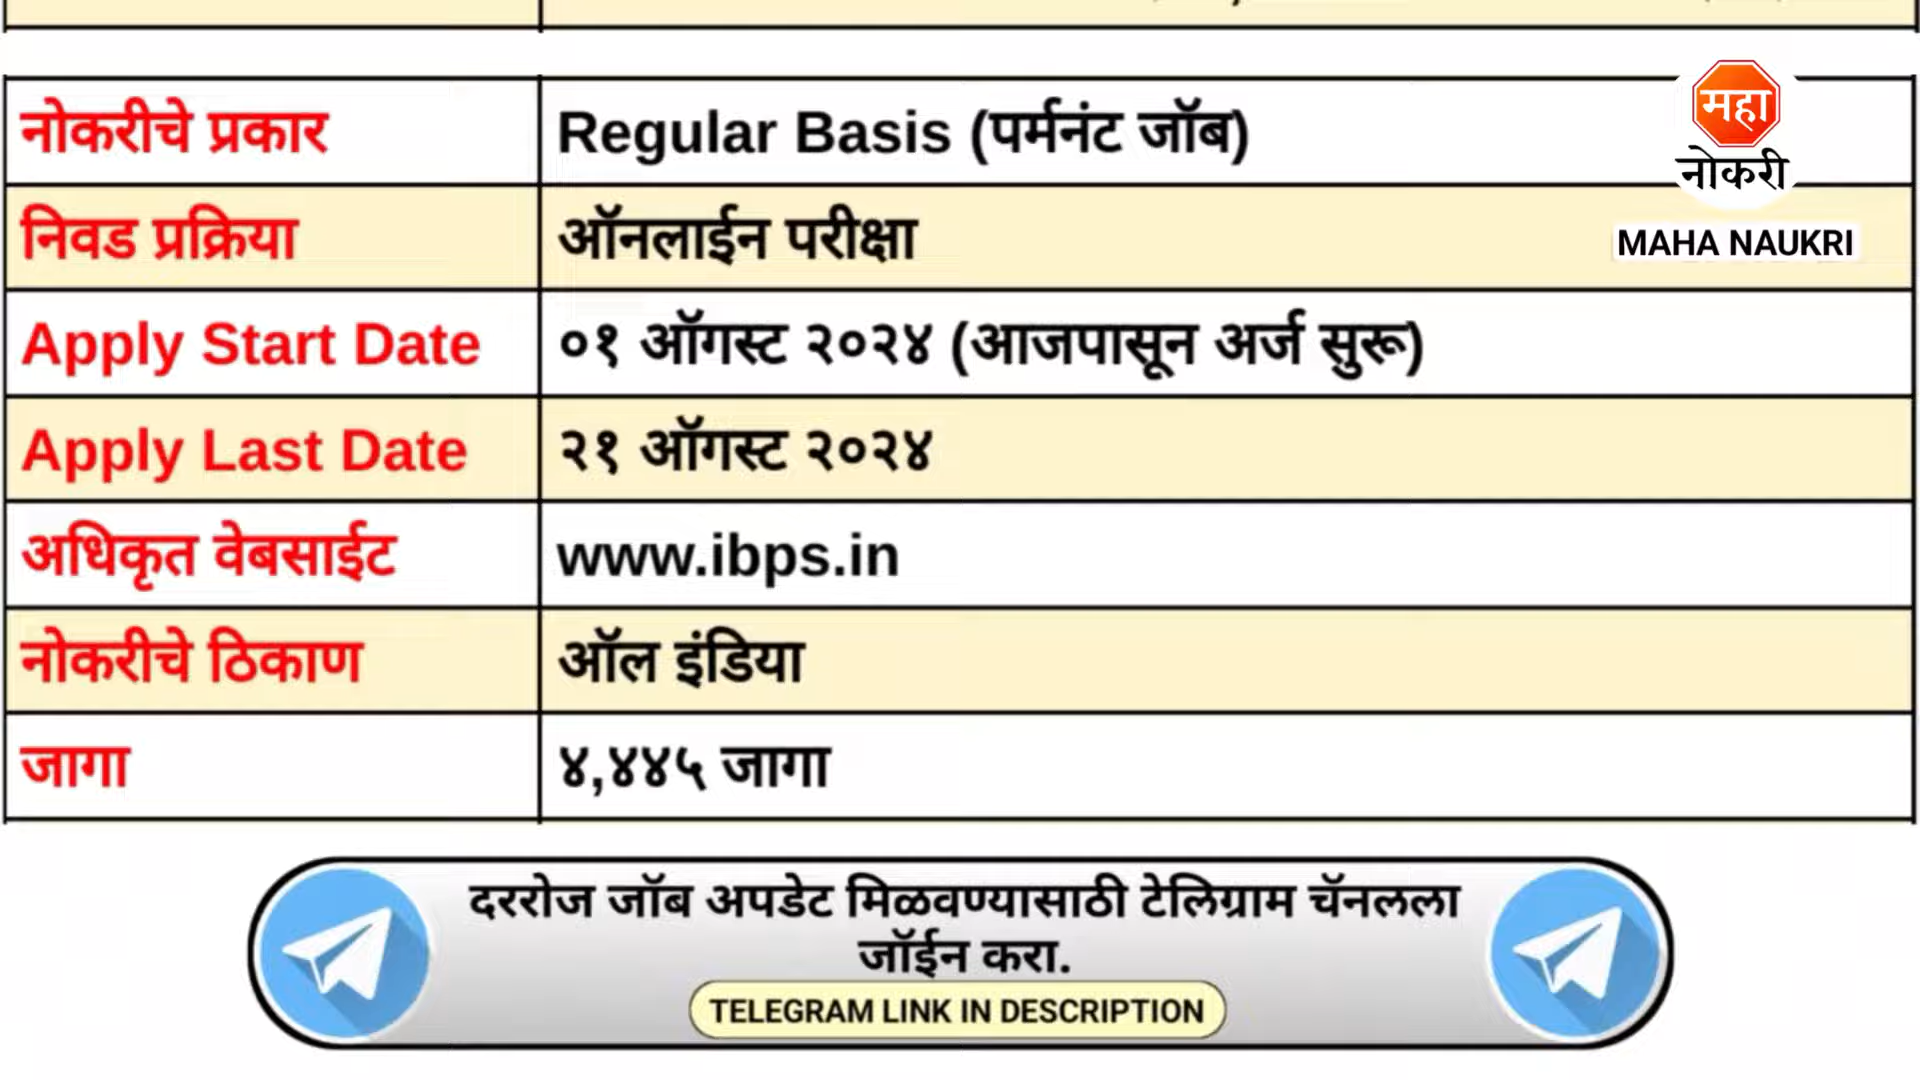 नोकरीचे प्रकार Regular Basis (पर्मनंट जॉब)
महा
नोकरी
MAHA NAUKRI
निवड प्रक्रिया ऑनलाईन परीक्षा
Apply Start Date ०१ ऑगस्ट २०२४ (आजपासून अर्ज सुरू)
Apply Last Date २१ ऑगस्ट २०२४
अधिकृत वेबसाईट www.ibps.in
नोकरीचे ठिकाण ऑल इंडिया
जागा ४,४४५ जागा
दररोज जॉब अपडेट मिळवण्यासाठी टेलिग्राम चॅनलला
जॉईन करा.
TELEGRAM LINK IN DESCRIPTION